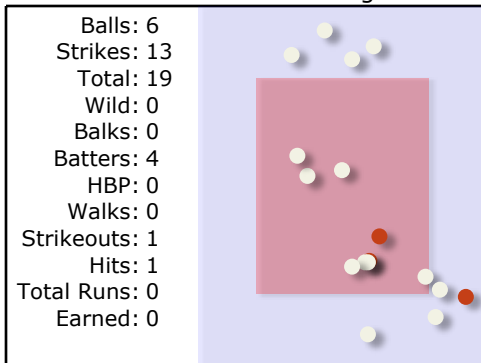 Balls: 6
Strikes: 13
Total: 19
Wild: 0
Balks: 0
Batters: 4
HBP: 0
Walks: 0
Strikeouts: 1
Hits: 1
Total Runs: 0
Earned: 0